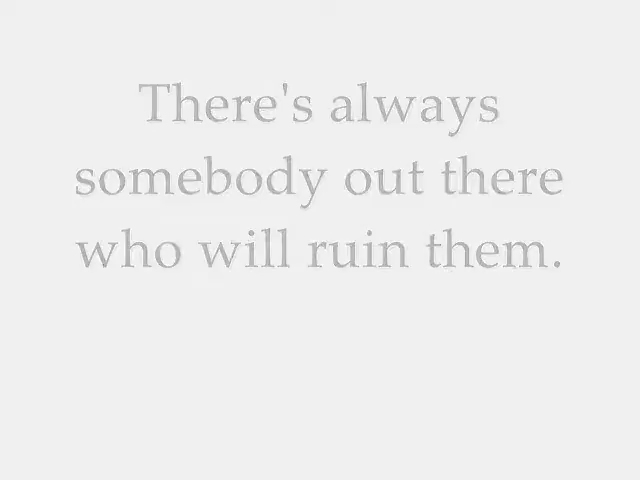 There's always
somebody out there
who will ruin them.